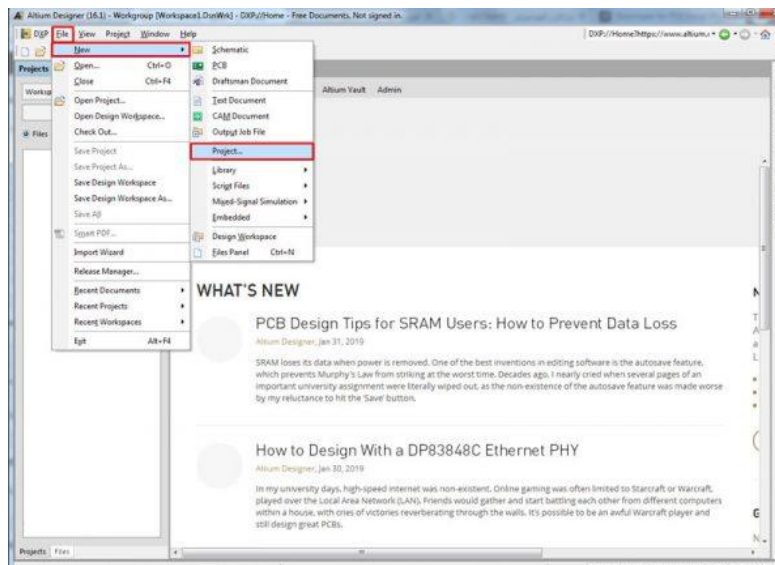 Altium Designer (16.1) - Workgroup [Workspace1.DsnWrk] - DXP://Home - Free Documents. Not signed in.
DXP File View Project Window Help
DXP://Home?https://www.altium.c
Projects
New
Open... Ctrl+O
Close Ctrl+F4
Open Project...
Open Design Workspace...
Check Out...
Save Project
Save Project As...
Save Design Workspace
Save Design Workspace As...
Save All
Smart PDF...
Import Wizard
Release Manager...
Recent Documents
Recent Projects
Recent Workspaces
Exit Alt+F4
Schematic
PCB
Draftsman Document
Text Document
CAM Document
Output Job File
Project...
Library
Script Files
Mixed-Signal Simulation
Embedded
Design Workspace
Files Panel Ctrl+N
Worksp
Files
Altium Vault Admin
WHAT'S NEW
PCB Design Tips for SRAM Users: How to Prevent Data Loss
Altium Designer, Jan 31, 2019
SRAM loses its data when power is removed. One of the best inventions in editing software is the autosave feature,
which prevents Murphy's Law from striking at the worst time. Decades ago, I nearly cried when several pages of an
important university assignment were literally wiped out, as the non-existence of the autosave feature was made worse
by my reluctance to hit the 'Save' button.
How to Design With a DP83848C Ethernet PHY
Altium Designer, Jan 30, 2019
In my university days, high-speed internet was non-existent. Online gaming was often limited to Starcraft or Warcraft,
played over the Local Area Network (LAN). Friends would gather and start battling each other from different computers
within a house, with cries of victories reverberating through the walls. It's possible to be an awful Warcraft player and
still design great PCBs.
Projects Files